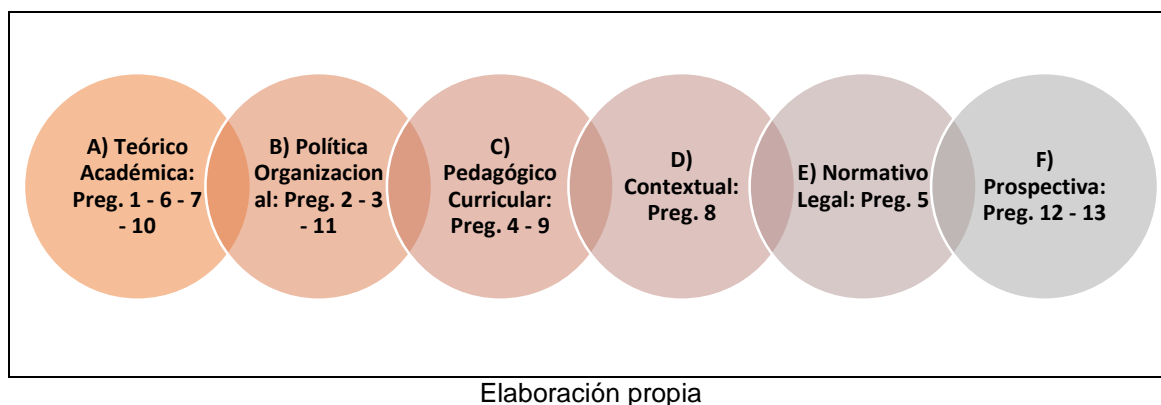 A) Teórico
Académica:
Preg. 1 - 6 - 7
- 10
B) Política
Organizacion
al: Preg. 2 - 3
- 11
C)
Pedagógico
Curricular:
Preg. 4 - 9
D)
Contextual:
Preg. 8
E) Normativo
Legal: Preg. 5
F)
Prospectiva:
Preg. 12 - 13
Elaboración propia